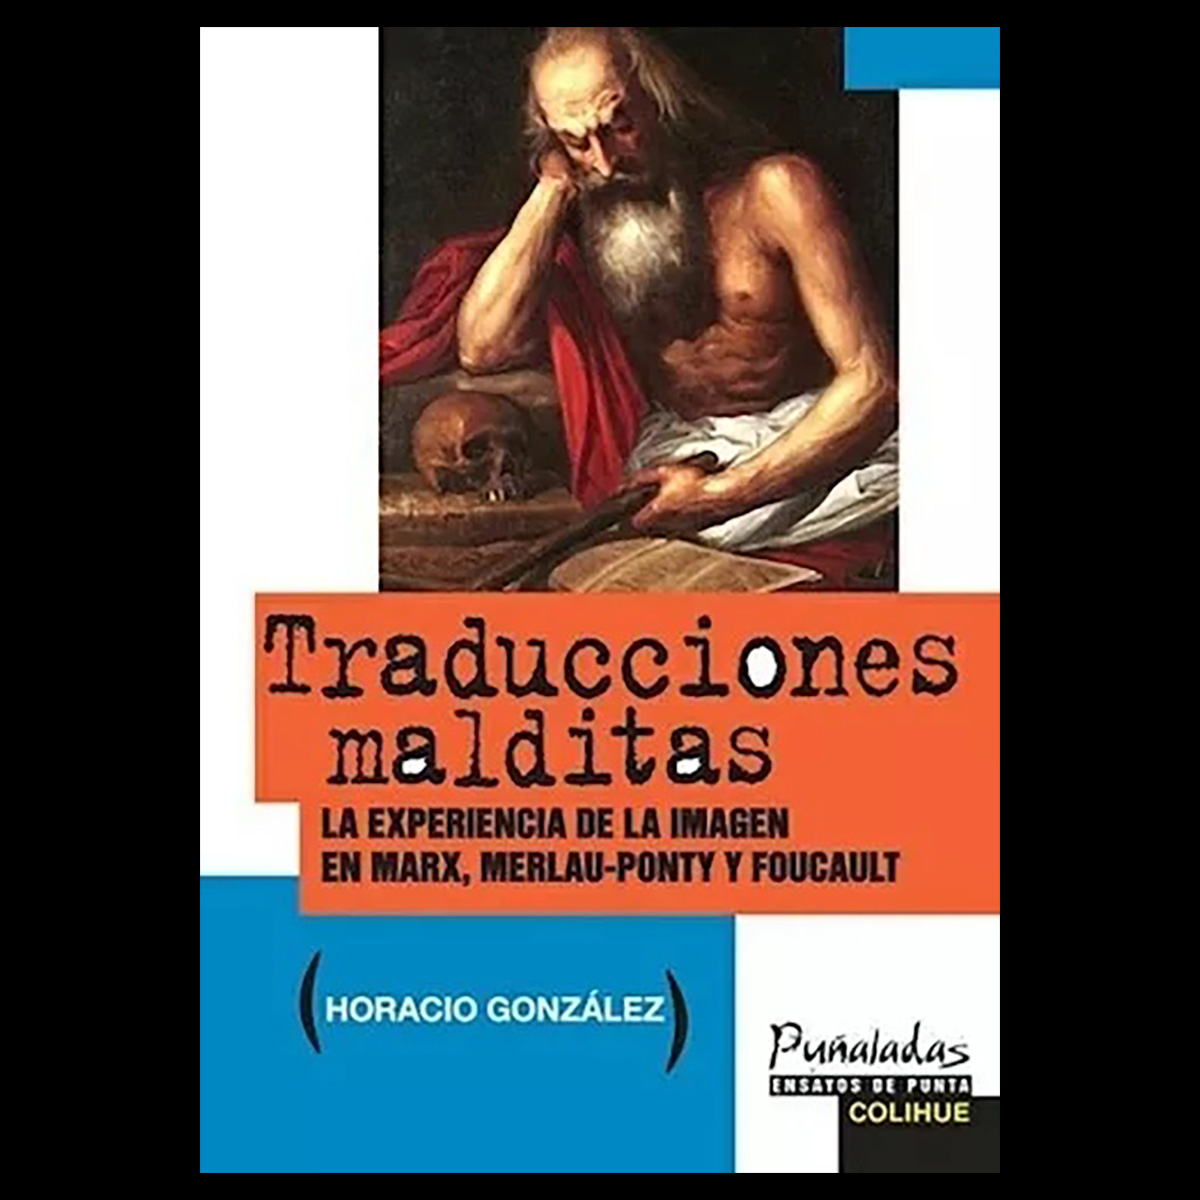 Traducciones
malditas
LA EXPERIENCIA DE LA IMAGEN
EN MARX, MERLAU-PONTY Y FOUCAULT
(HORACIO GONZÁLEZ)
Puñaladas
ENSAYOS DE PUNTA
COLIHUE